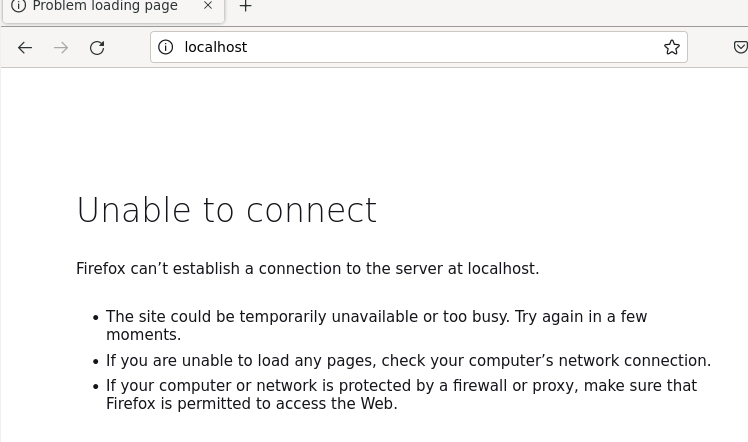 Problem loading page
localhost
Unable to connect
Firefox can’t establish a connection to the server at localhost.
• The site could be temporarily unavailable or too busy. Try again in a few
moments.
• If you are unable to load any pages, check your computer’s network connection.
• If your computer or network is protected by a firewall or proxy, make sure that
Firefox is permitted to access the Web.